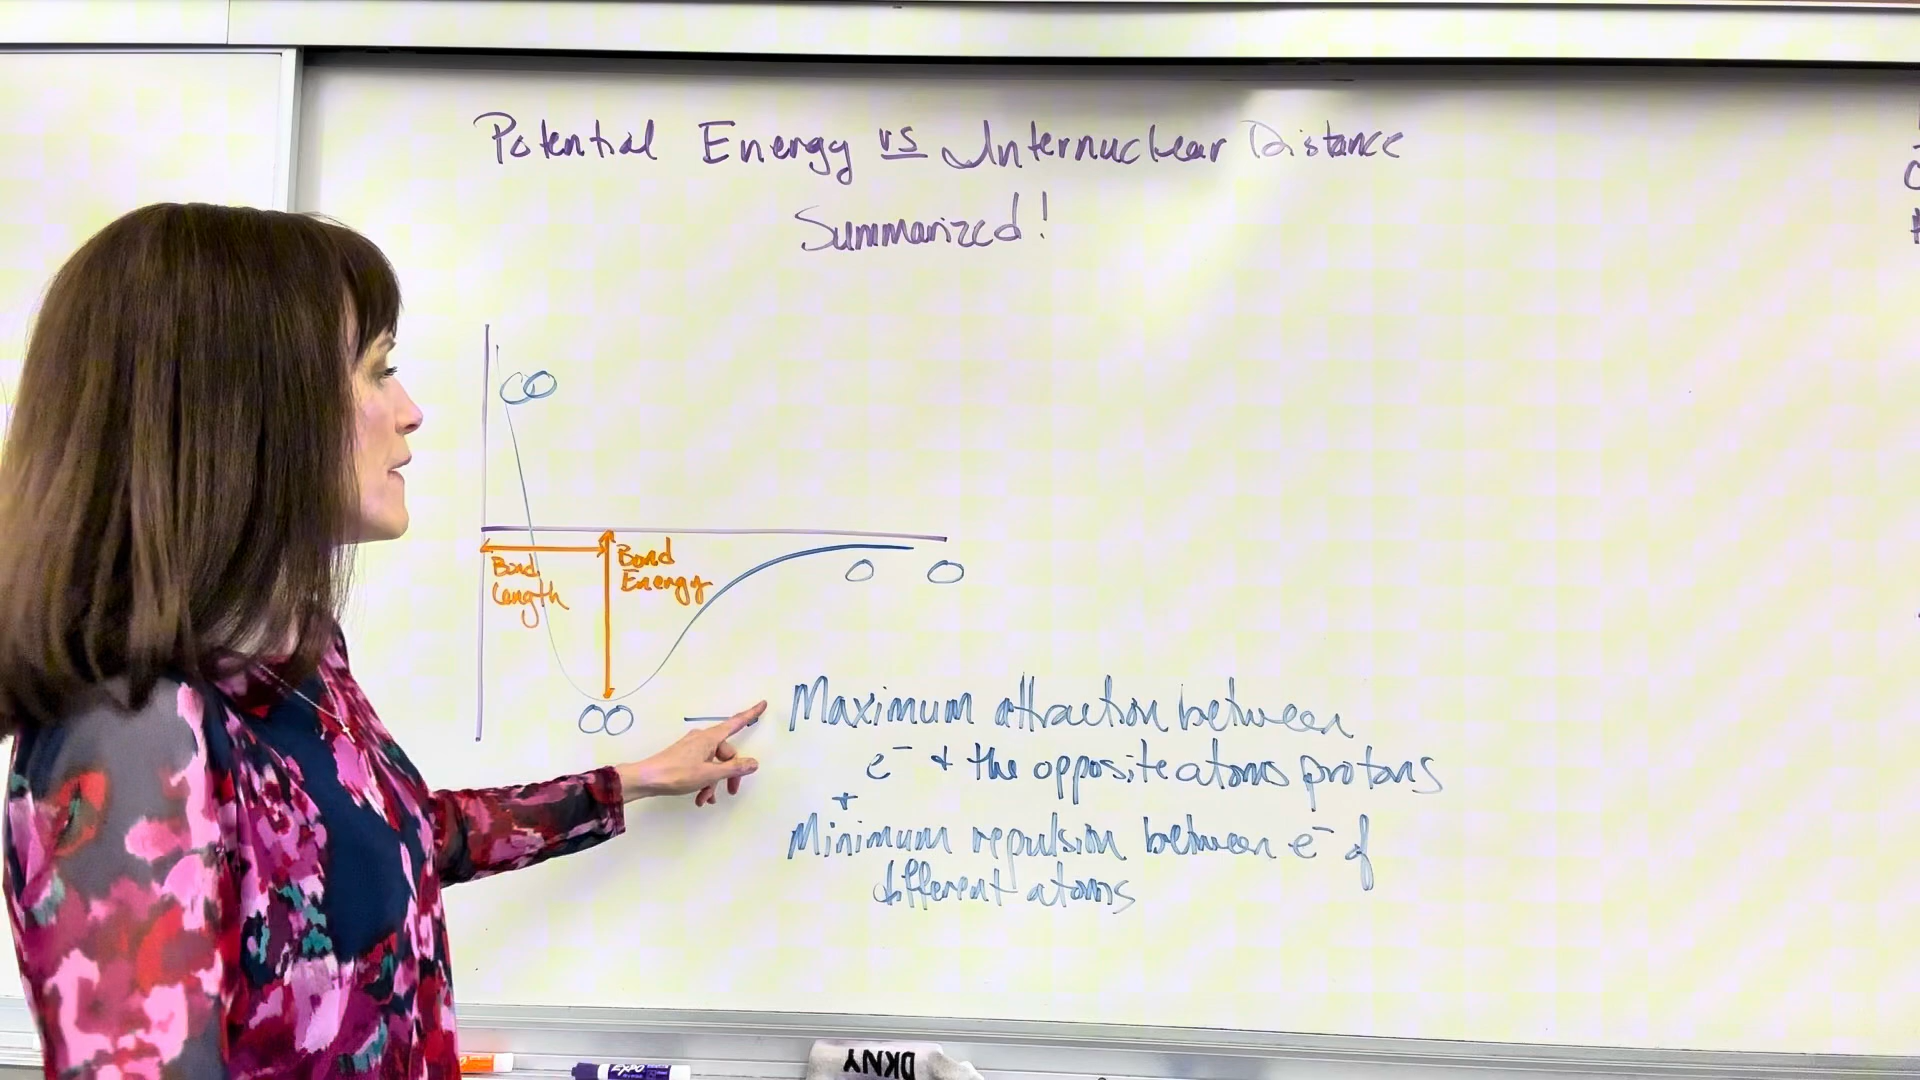 Potential Energy vs Internuclear Distance
Summarized!
Bond
Length
Bond
Energy
Maximum attraction between
e⁻ + the opposite atoms protons
+
Minimum repulsion between e⁻ of
different atoms
EXPO
DKNY